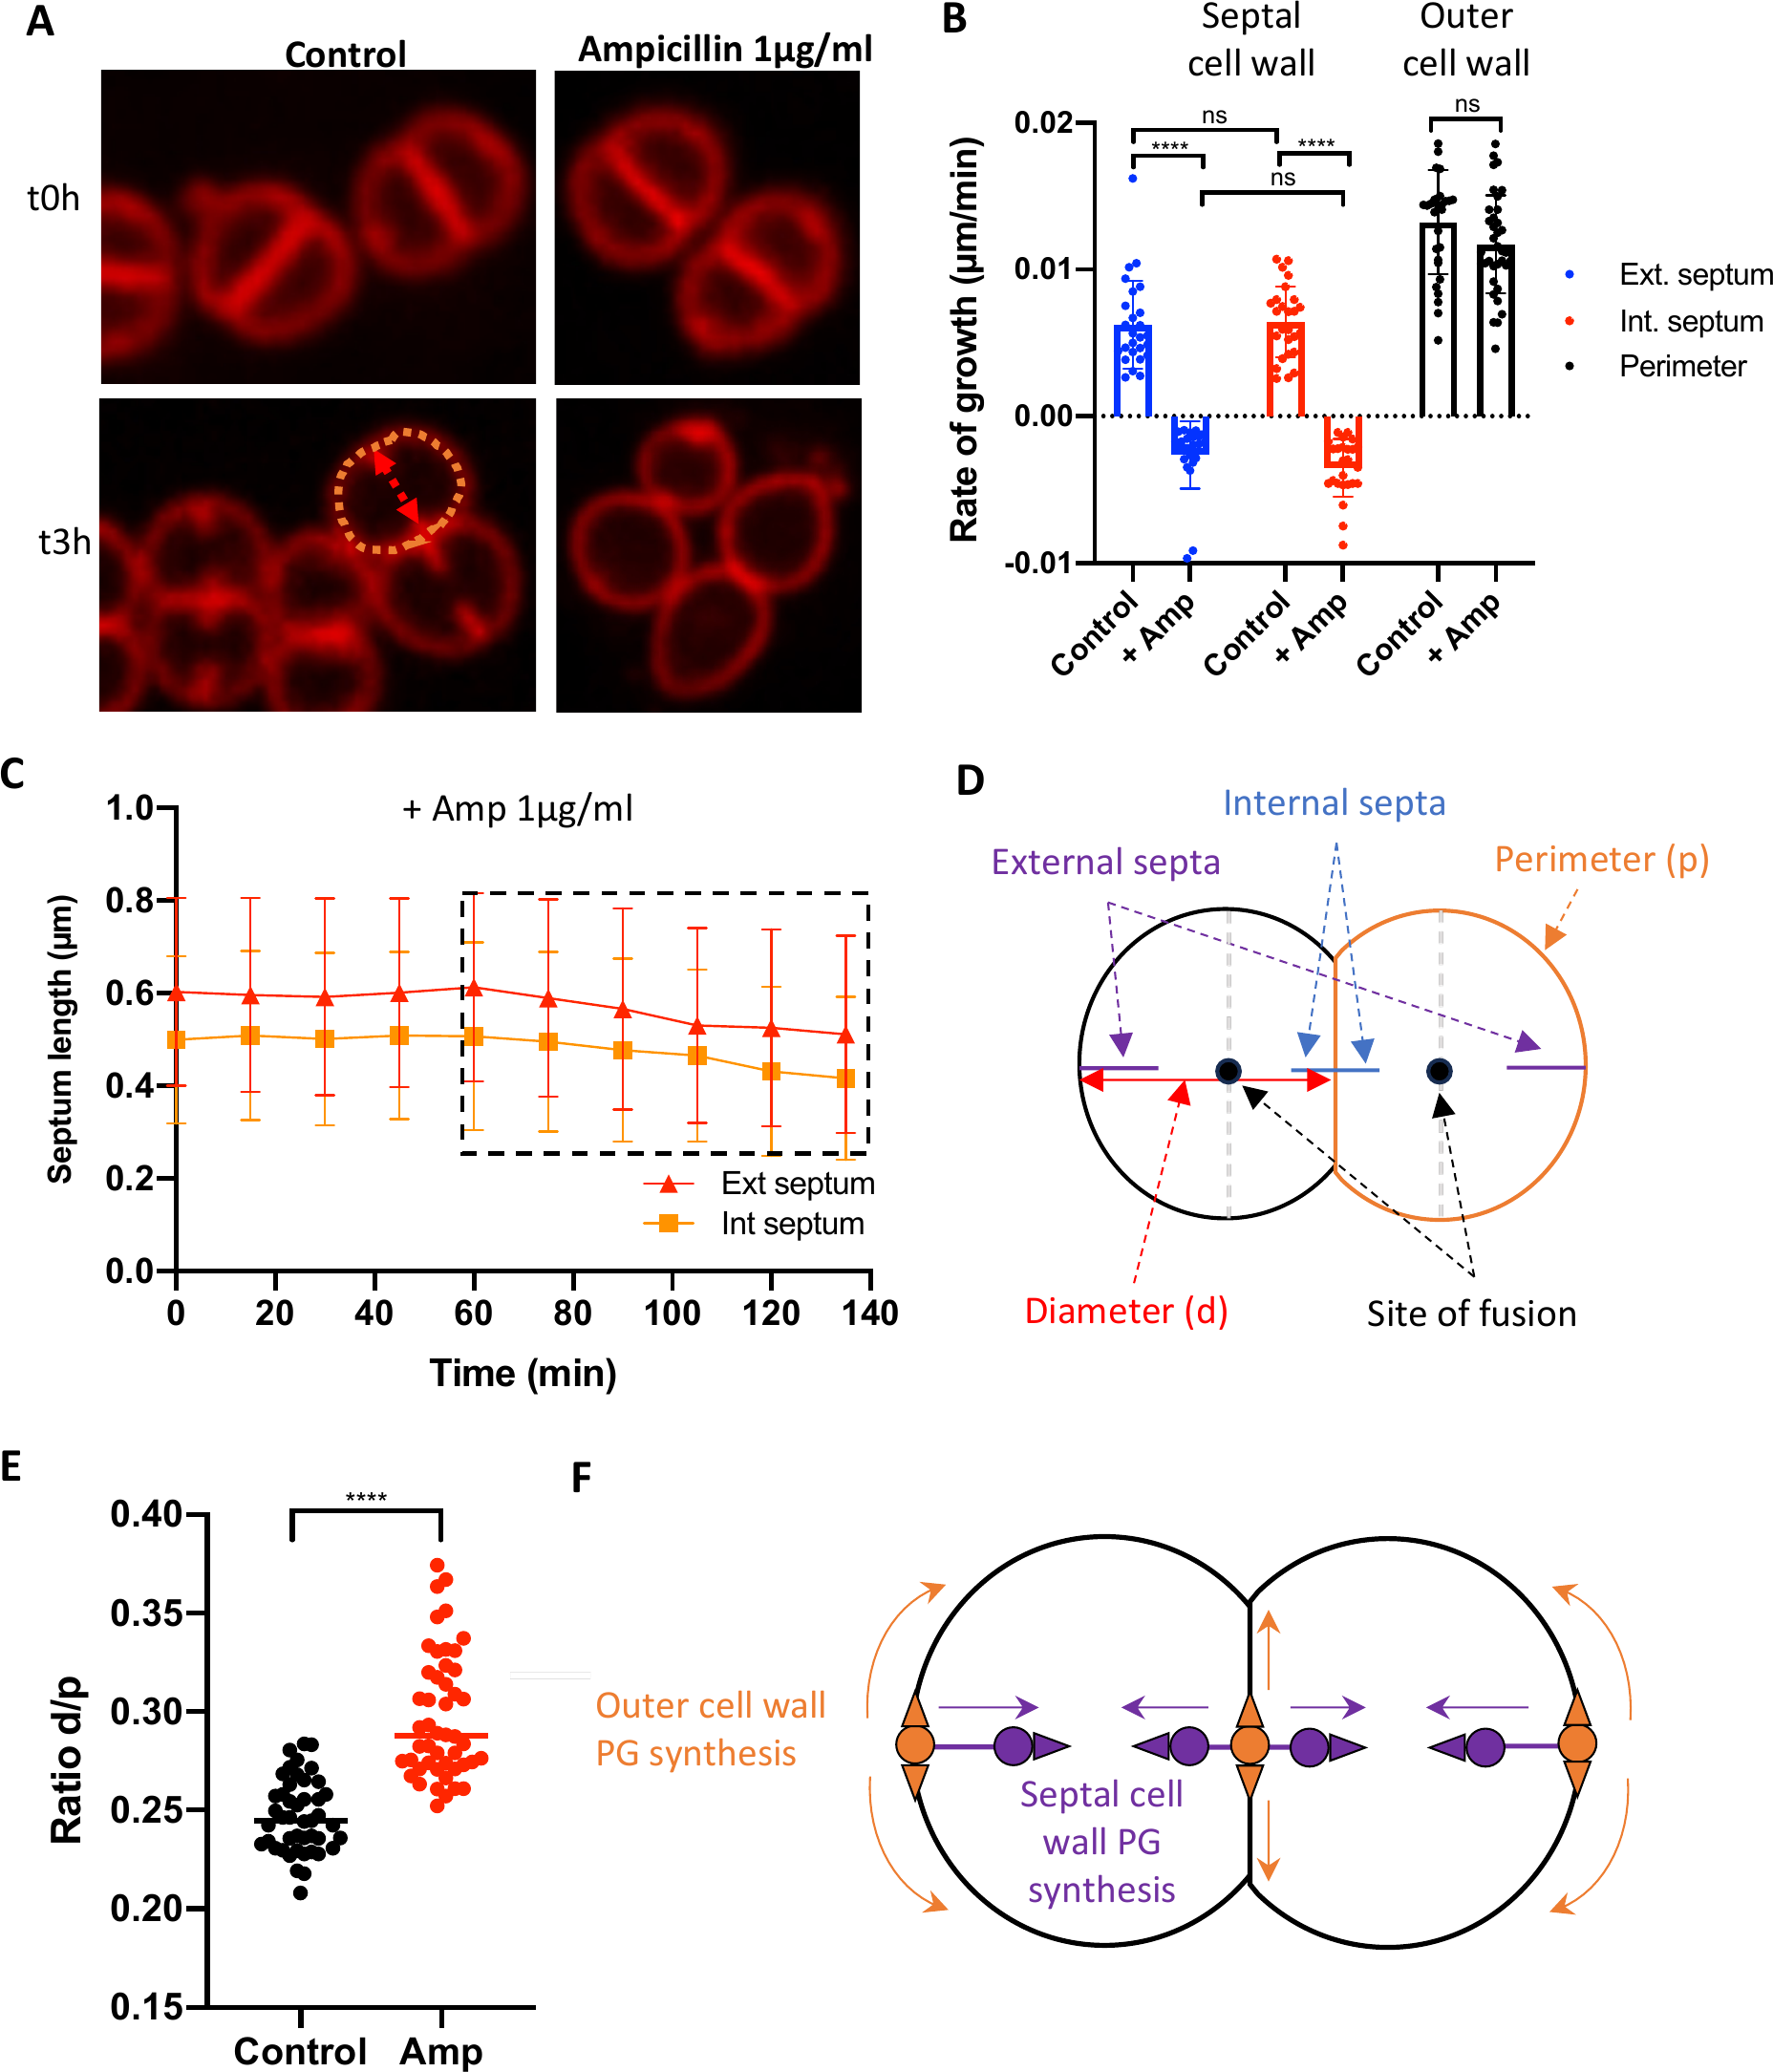 A
Control
Ampicillin 1µg/ml
t0h
t3h
B
Septal
cell wall
Outer
cell wall
ns
ns
****
****
ns
0.02
0.01
0.00
-0.01
Rate of growth (µm/min)
Control
+ Amp
Control
+ Amp
Control
+ Amp
Ext. septum
Int. septum
Perimeter
C
+ Amp 1µg/ml
1.0
0.8
0.6
0.4
0.2
0.0
Septum length (µm)
Ext septum
Int septum
0 20 40 60 80 100 120 140
Time (min)
D
Internal septa
External septa
Perimeter (p)
Diameter (d)
Site of fusion
E
****
0.40
0.35
0.30
0.25
0.20
0.15
Ratio d/p
Control Amp
F
Outer cell wall
PG synthesis
Septal cell
wall PG
synthesis